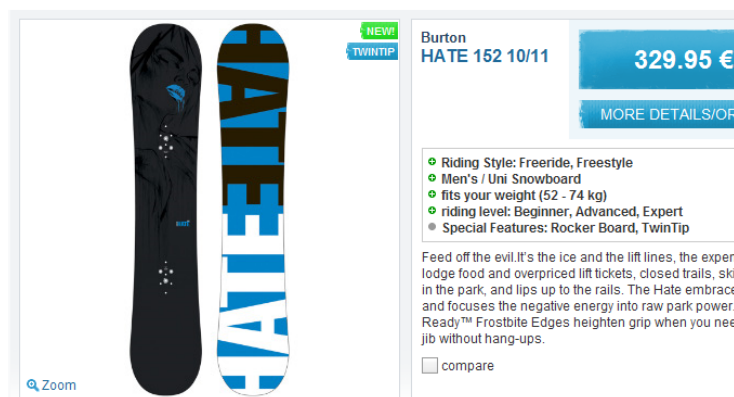 NEW!
TWINTIP
HATE
HATE
Zoom
Burton
HATE 152 10/11
329.95 €
MORE DETAILS/OR
Riding Style: Freeride, Freestyle
Men's / Uni Snowboard
fits your weight (52 - 74 kg)
riding level: Beginner, Advanced, Expert
Special Features: Rocker Board, TwinTip
Feed off the evil.It's the ice and the lift lines, the exper
lodge food and overpriced lift tickets, closed trails, ski
in the park, and lips up to the rails. The Hate embrace
and focuses the negative energy into raw park power.
Ready™ Frostbite Edges heighten grip when you nee
jib without hang-ups.
compare